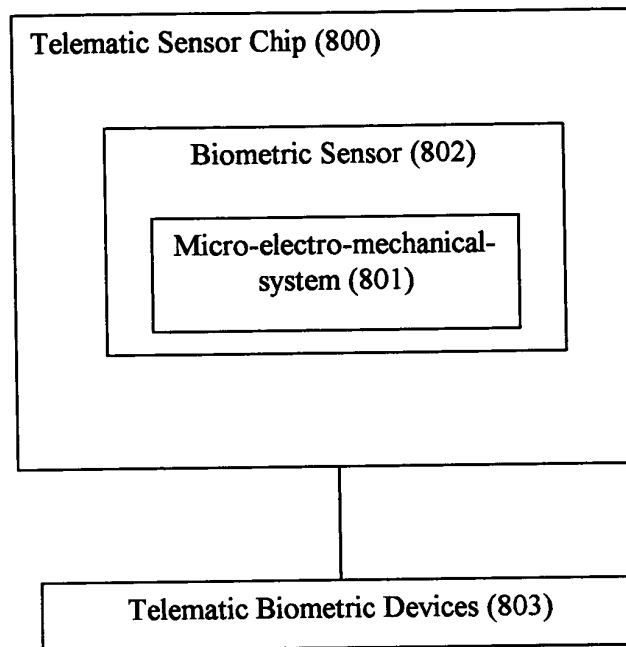 Telematic Sensor Chip (800)
Biometric Sensor (802)
Micro-electro-mechanical-
system (801)
Telematic Biometric Devices (803)